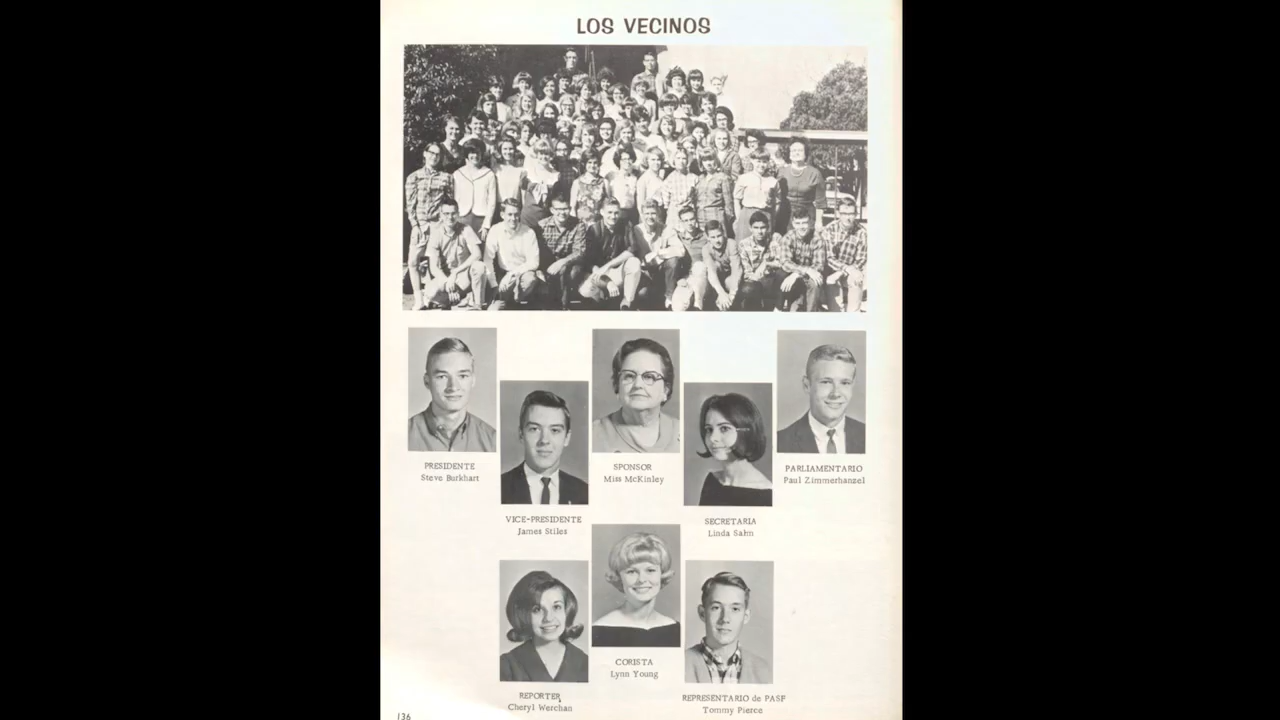 LOS VECINOS
PRESIDENTE
Steve Burkhart
VICE-PRESIDENTE
James Stiles
SPONSOR
Miss McKinley
SECRETARIA
Linda Sahm
PARLIAMENTARIO
Paul Zimmerhanzel
REPORTER
Cheryl Werchan
CORISTA
Lynn Young
REPRESENTARIO de PASF
Tommy Pierce
136